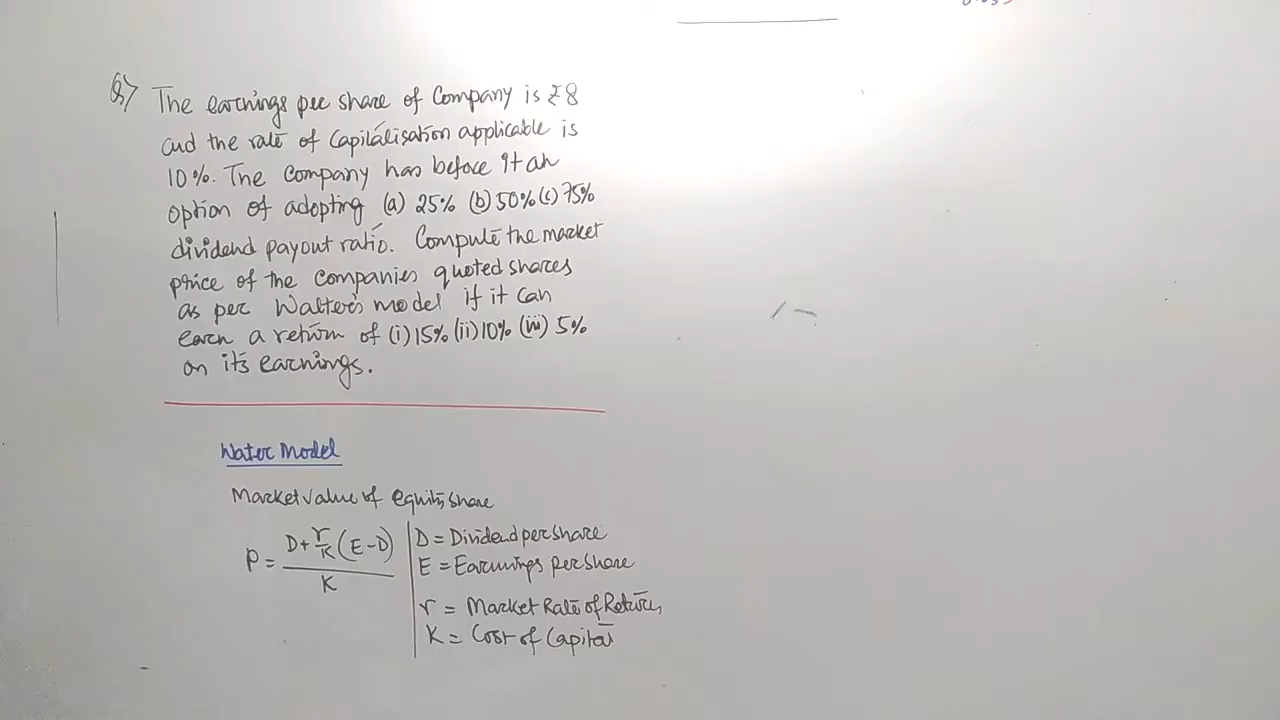 Q) The earnings per share of Company is ₹8
and the rate of Capitalisation applicable is
10%. The Company has before it an
option of adopting (a) 25% (b) 50% (c) 75%
dividend payout ratio. Compute the market
price of the companies quoted shares
as per Walter's model if it can
earn a return of (i) 15% (ii) 10% (iii) 5%
on its earnings.
Water Model
Market value of equity share
P = D + r/K (E - D) / K
D = Dividend per share
E = Earnings per share
r = Market Rate of Return
K = Cost of Capital